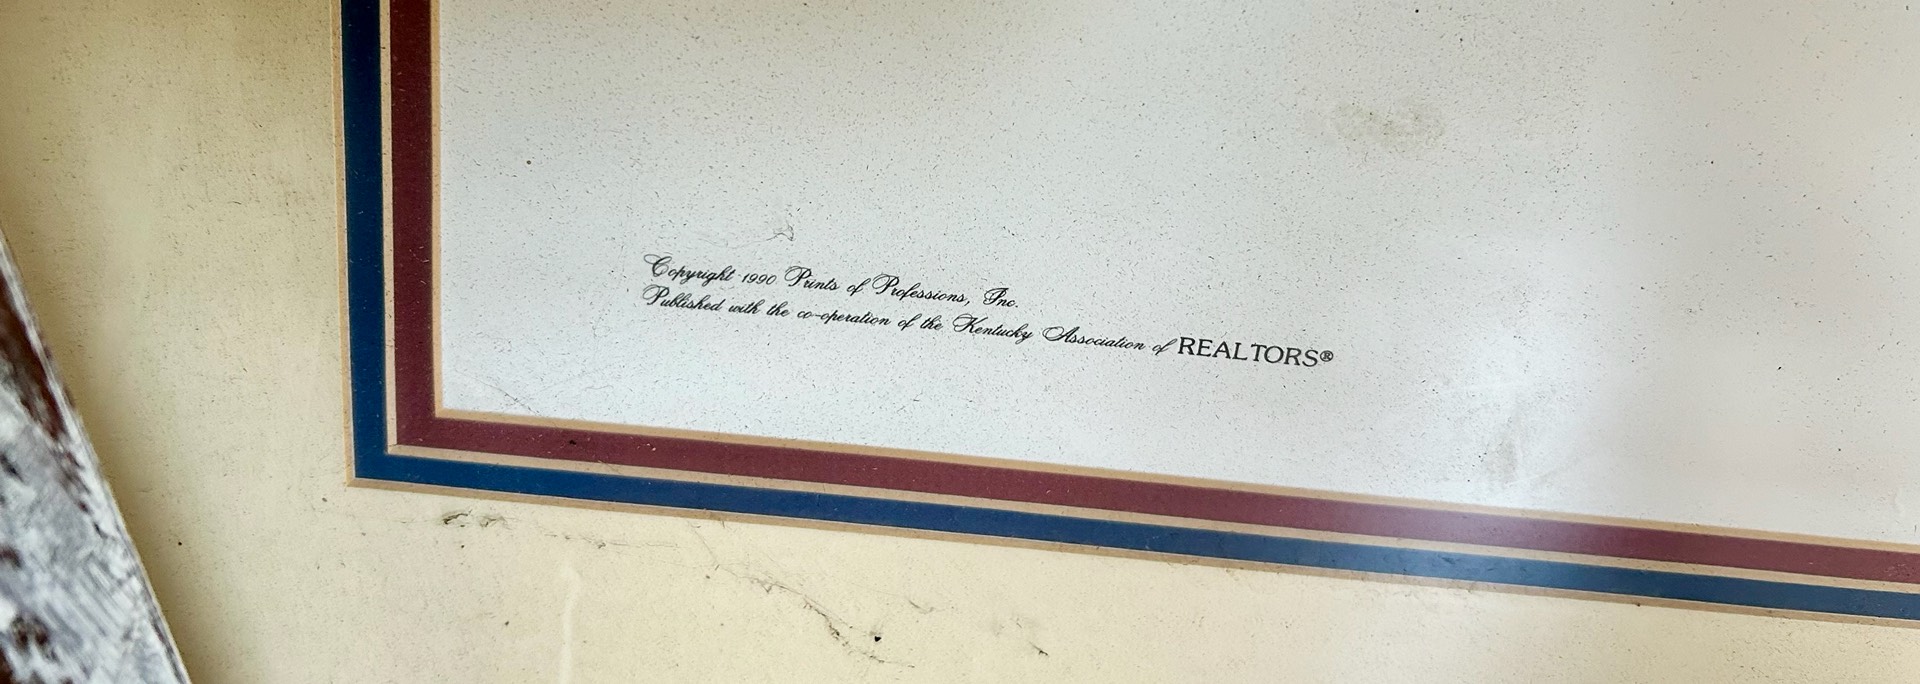 Copyright 1990 Prints of Professions, Inc.
Published with the co-operation of the Kentucky Association of REALTORS®